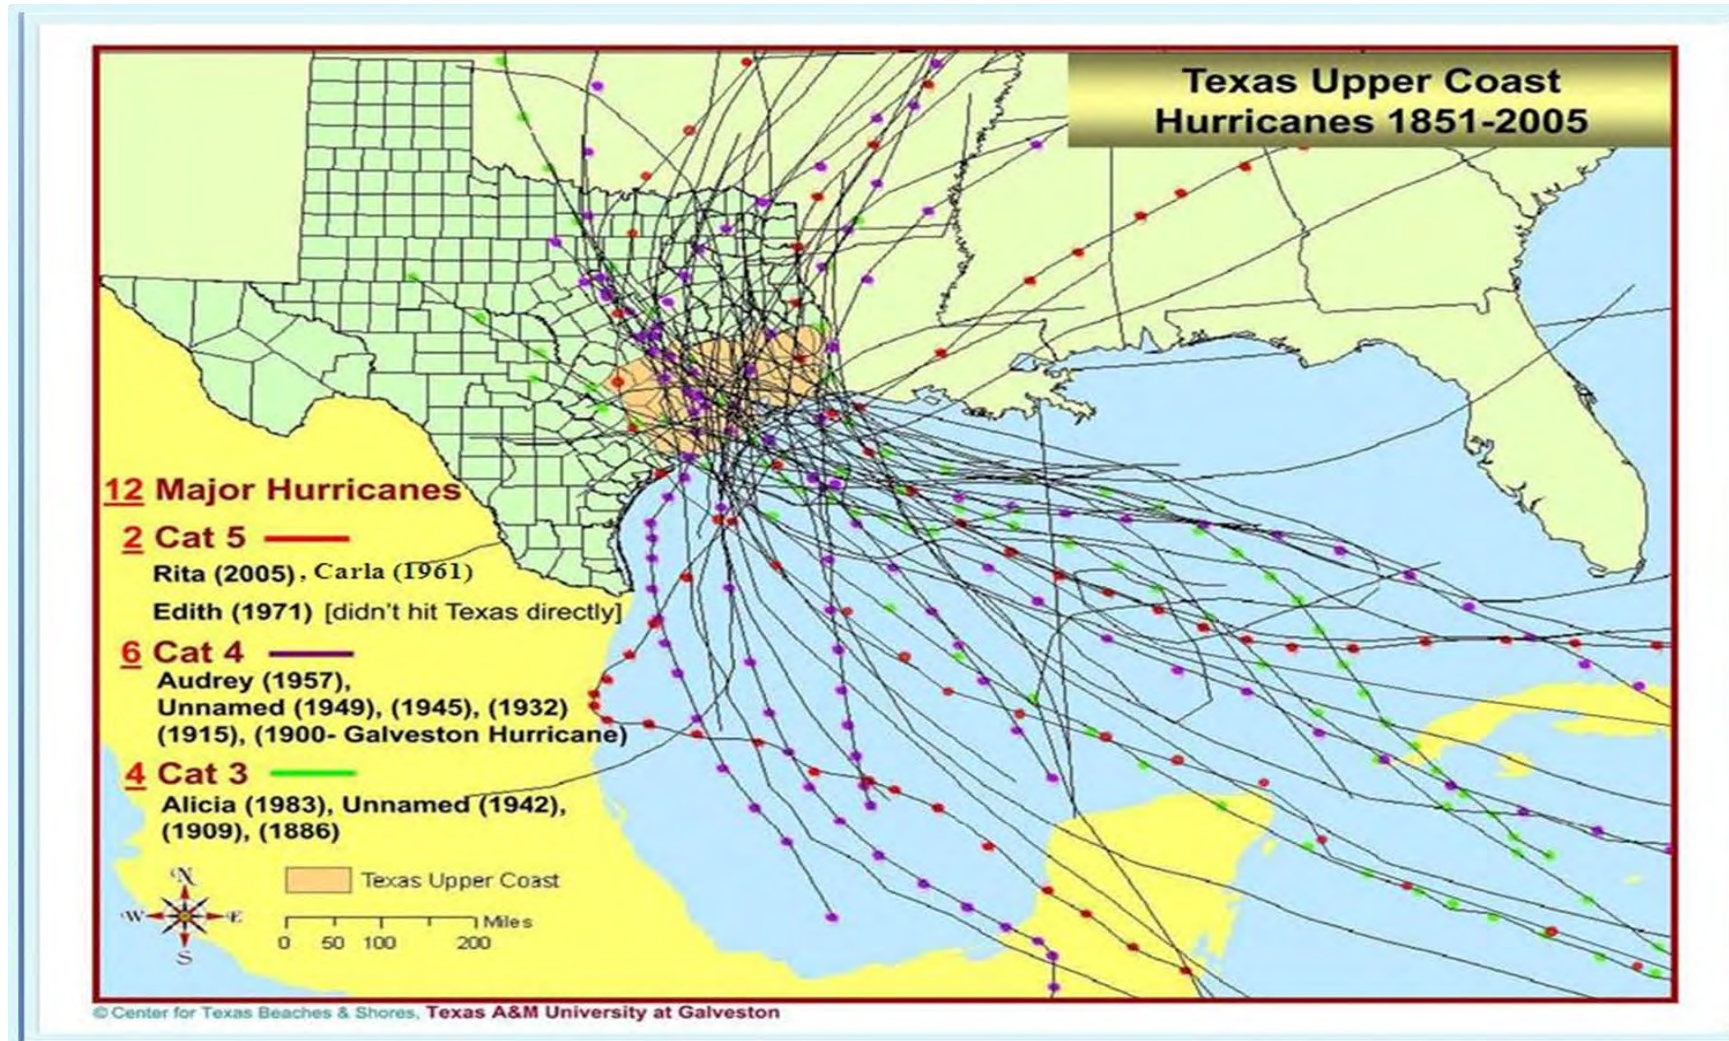 Texas Upper Coast
Hurricanes 1851-2005
12 Major Hurricanes
2 Cat 5
Rita (2005), Carla (1961)
Edith (1971) [didn't hit Texas directly]
6 Cat 4
Audrey (1957),
Unnamed (1949), (1945), (1932)
(1915), (1900- Galveston Hurricane)
4 Cat 3
Alicia (1983), Unnamed (1942),
(1909), (1886)
Texas Upper Coast
N
W E
S
Miles
0 50 100 200
© Center for Texas Beaches & Shores, Texas A&M University at Galveston